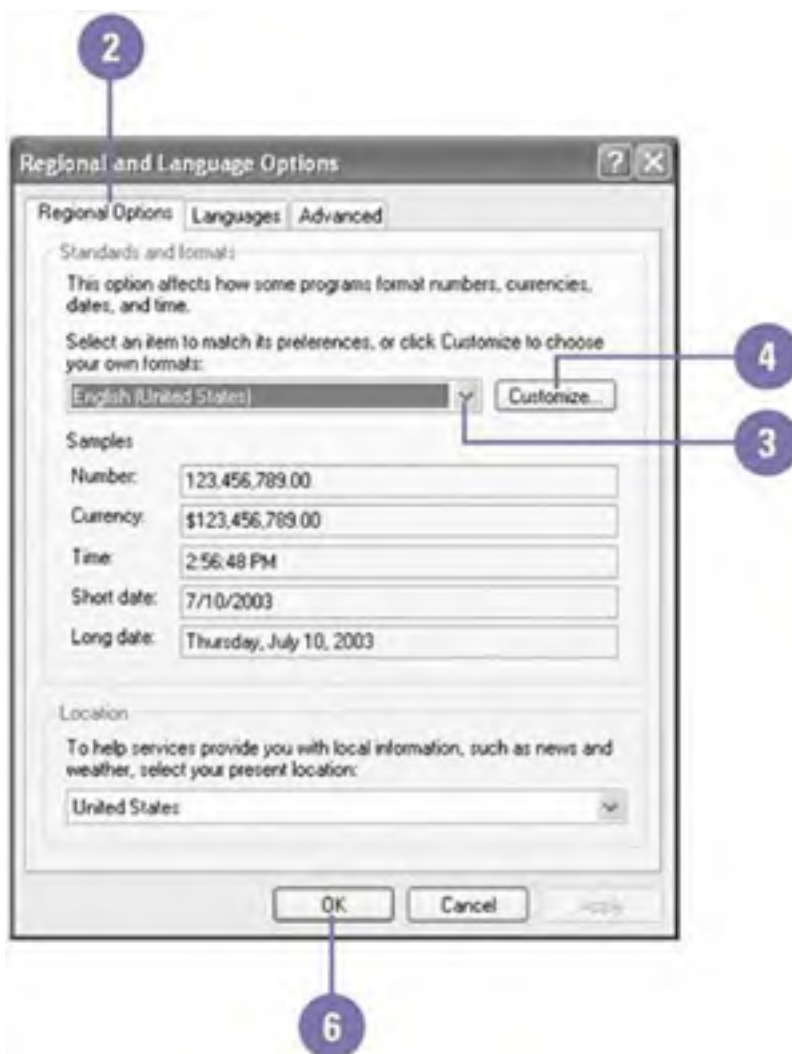 2
Regional and Language Options
Regional Options Languages Advanced
Standards and formats
This option affects how some programs format numbers, currencies,
dates, and time.
Select an item to match its preferences, or click Customize to choose
your own formats:
English (United States) Customize...
4
3
Samples
Number: 123,456,789.00
Currency: $123,456,789.00
Time: 2:56:48 PM
Short date: 7/10/2003
Long date: Thursday, July 10, 2003
Location
To help services provide you with local information, such as news and
weather, select your present location:
United States
OK Cancel Apply
6